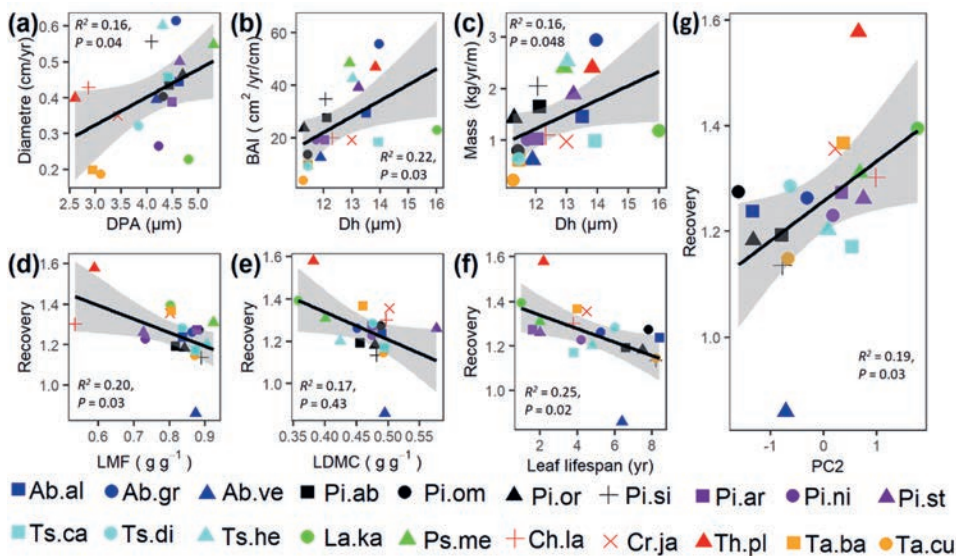 (a)
R² = 0.16,
P = 0.04
Diametre (cm/yr)
0.6
0.5
0.4
0.3
0.2
2.5 3.0 3.5 4.0 4.5 5.0
DPA (μm)
(b)
BAI ( cm² /yr/cm)
60
40
20
0
R² = 0.22,
P = 0.03
12 13 14 15 16
Dh (μm)
(c)
R² = 0.16,
P = 0.048
Mass (kg/yr/m)
3
2
1
12 13 14 15 16
Dh (μm)
(d)
Recovery
1.6
1.4
1.2
1.0
R² = 0.20,
P = 0.03
0.6 0.7 0.8 0.9
LMF (g g⁻¹)
(e)
Recovery
1.6
1.4
1.2
1.0
R² = 0.17,
P = 0.43
0.35 0.40 0.45 0.50 0.55
LDMC (g g⁻¹)
(f)
Recovery
1.6
1.4
1.2
1.0
R² = 0.25,
P = 0.02
2 4 6 8
Leaf lifespan (yr)
(g)
Recovery
1.6
1.4
1.2
1.0
R² = 0.19,
P = 0.03
-1 0 1
PC2
Ab.al Ab.gr Ab.ve Pi.ab Pi.om Pi.or Pi.si Pi.ar Pi.ni Pi.st
Ts.ca Ts.di Ts.he La.ka Ps.me Ch.la Cr.ja Th.pl Ta.ba Ta.cu